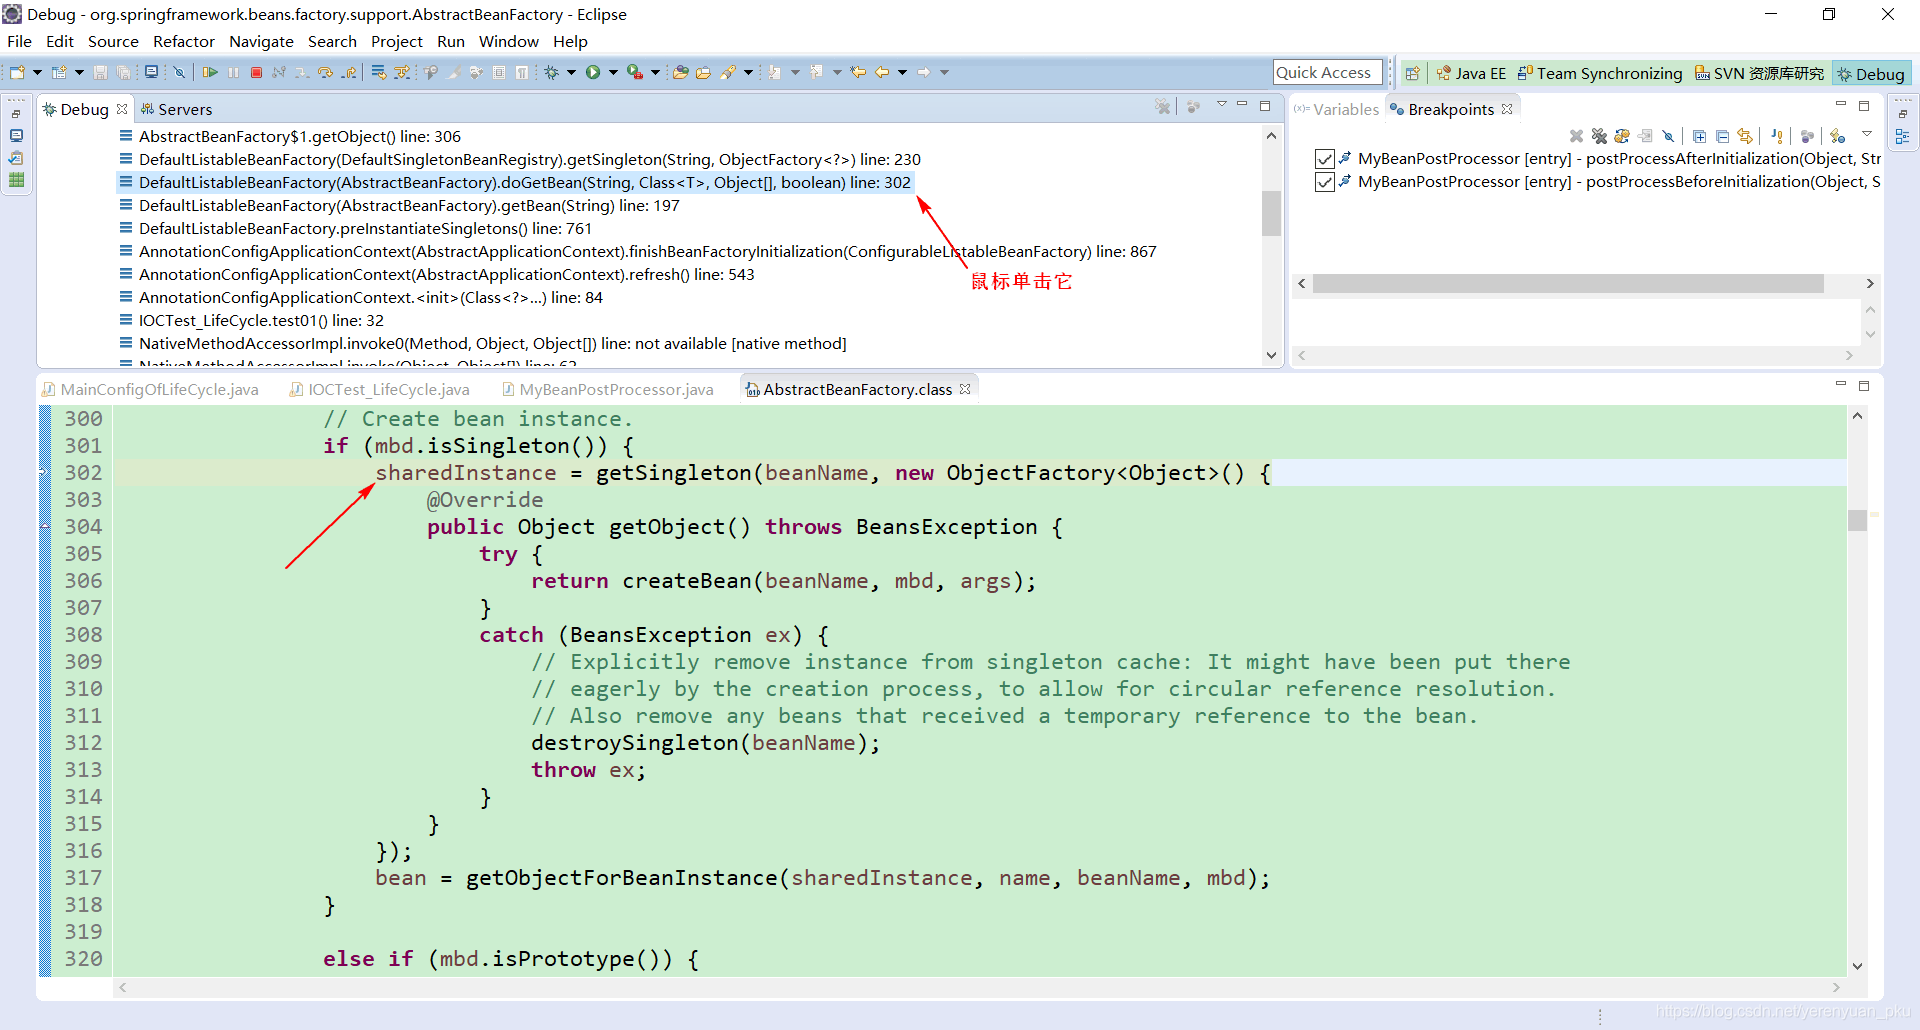 Debug - org.springframework.beans.factory.support.AbstractBeanFactory - Eclipse
File Edit Source Refactor Navigate Search Project Run Window Help
Quick Access
Java EE Team Synchronizing SVN 资源库研究 Debug
Debug Servers
(x)= Variables Breakpoints
AbstractBeanFactory$1.getObject() line: 306
DefaultListableBeanFactory(DefaultSingletonBeanRegistry).getSingleton(String, ObjectFactory<?>) line: 230
DefaultListableBeanFactory(AbstractBeanFactory).doGetBean(String, Class<T>, Object[], boolean) line: 302
DefaultListableBeanFactory(AbstractBeanFactory).getBean(String) line: 197
DefaultListableBeanFactory.preInstantiateSingletons() line: 761
AnnotationConfigApplicationContext(AbstractApplicationContext).finishBeanFactoryInitialization(ConfigurableListableBeanFactory) line: 867
AnnotationConfigApplicationContext(AbstractApplicationContext).refresh() line: 543
AnnotationConfigApplicationContext.<init>(Class<?>...) line: 84
IOCTest_LifeCycle.test01() line: 32
NativeMethodAccessorImpl.invoke0(Method, Object, Object[]) line: not available [native method]
NativeMethodAccessorImpl.invoke(Object, Object[]) line: 62
鼠标单击它
MyBeanPostProcessor [entry] - postProcessAfterInitialization(Object, Str
MyBeanPostProcessor [entry] - postProcessBeforeInitialization(Object, S
MainConfigOfLifeCycle.java IOCTest_LifeCycle.java MyBeanPostProcessor.java AbstractBeanFactory.class
300 // Create bean instance.
301 if (mbd.isSingleton()) {
302 sharedInstance = getSingleton(beanName, new ObjectFactory<Object>() {
303 @Override
304 public Object getObject() throws BeansException {
305 try {
306 return createBean(beanName, mbd, args);
307 }
308 catch (BeansException ex) {
309 // Explicitly remove instance from singleton cache: It might have been put there
310 // eagerly by the creation process, to allow for circular reference resolution.
311 // Also remove any beans that received a temporary reference to the bean.
312 destroySingleton(beanName);
313 throw ex;
314 }
315 }
316 });
317 bean = getObjectForBeanInstance(sharedInstance, name, beanName, mbd);
318 }
319
320 else if (mbd.isPrototype()) {
https://blog.csdn.net/yerenyuan_pku